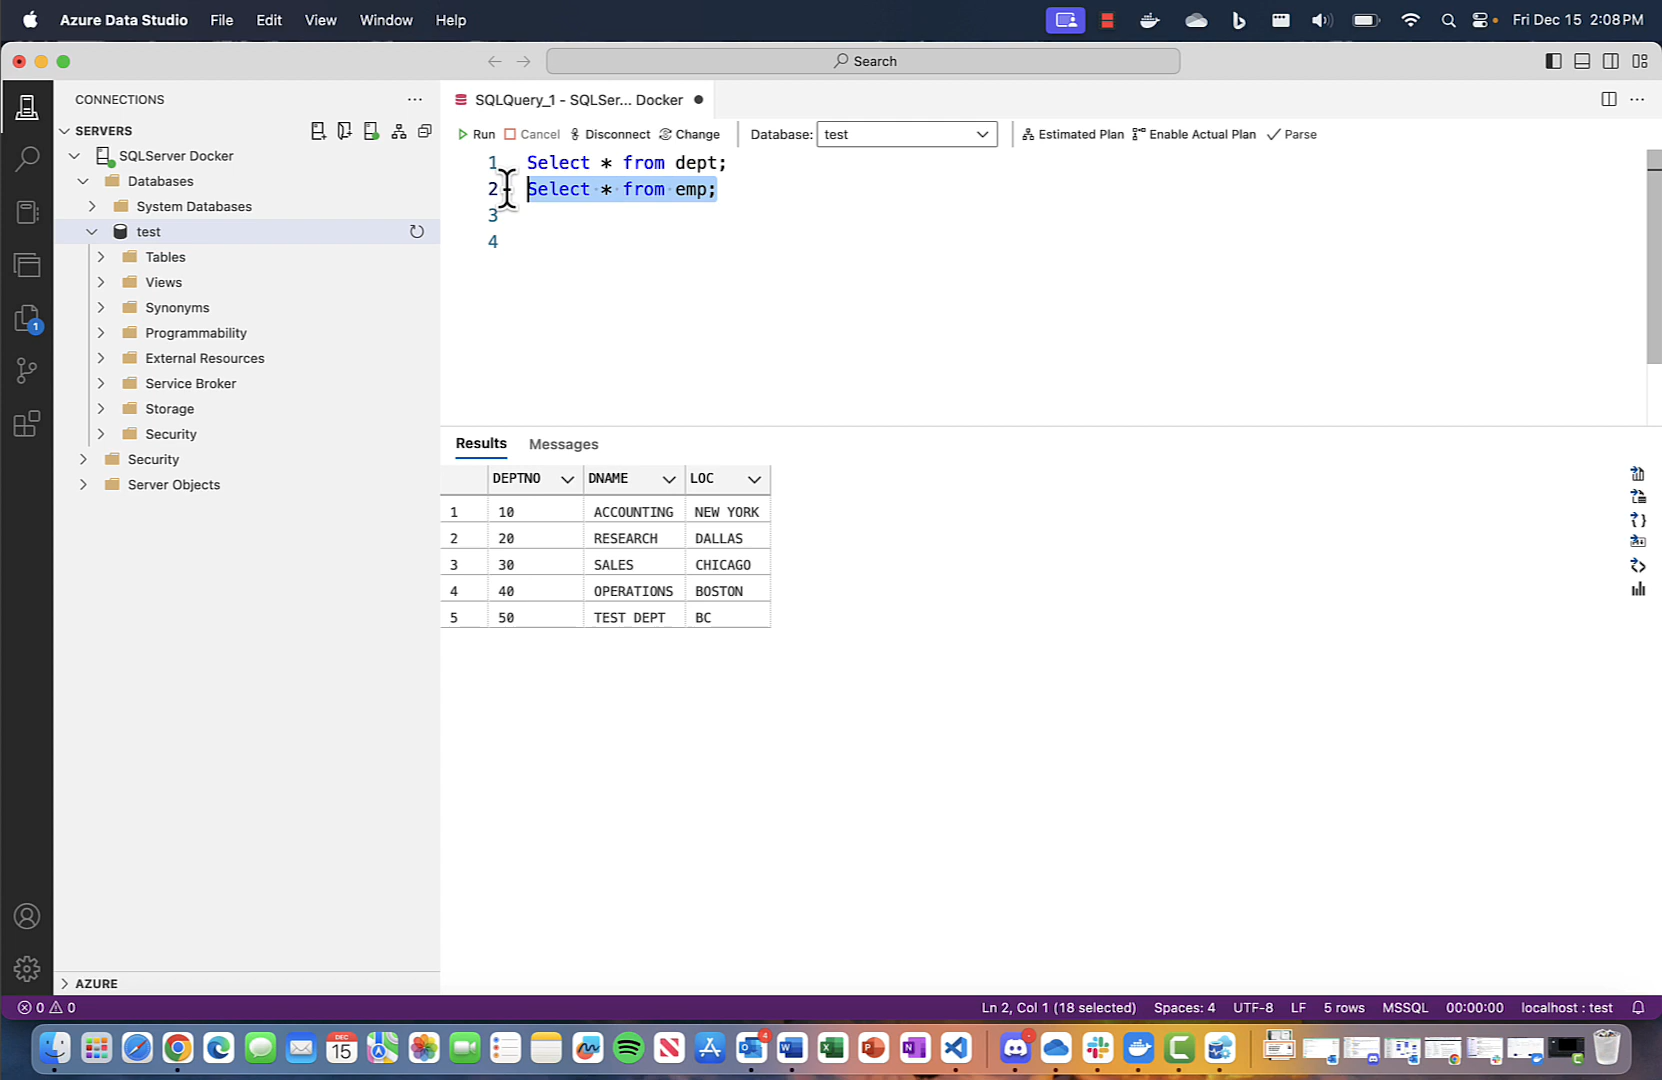 Azure Data Studio File Edit View Window Help Fri Dec 15 2:08 PM
Search
CONNECTIONS
SERVERS
SQLServer Docker
Databases
System Databases
test
Tables
Views
Synonyms
Programmability
External Resources
Service Broker
Storage
Security
Security
Server Objects
AZURE
1
SQLQuery_1 - SQLSer... Docker
Run Cancel Disconnect Change Database: test Estimated Plan Enable Actual Plan Parse
1 Select * from dept;
2 Select * from emp;
3
4
Results Messages
DEPTNO DNAME LOC
1 10 ACCOUNTING NEW YORK
2 20 RESEARCH DALLAS
3 30 SALES CHICAGO
4 40 OPERATIONS BOSTON
5 50 TEST DEPT BC
0 0 Ln 2, Col 1 (18 selected) Spaces: 4 UTF-8 LF 5 rows MSSQL 00:00:00 localhost : test
DEC
15
4